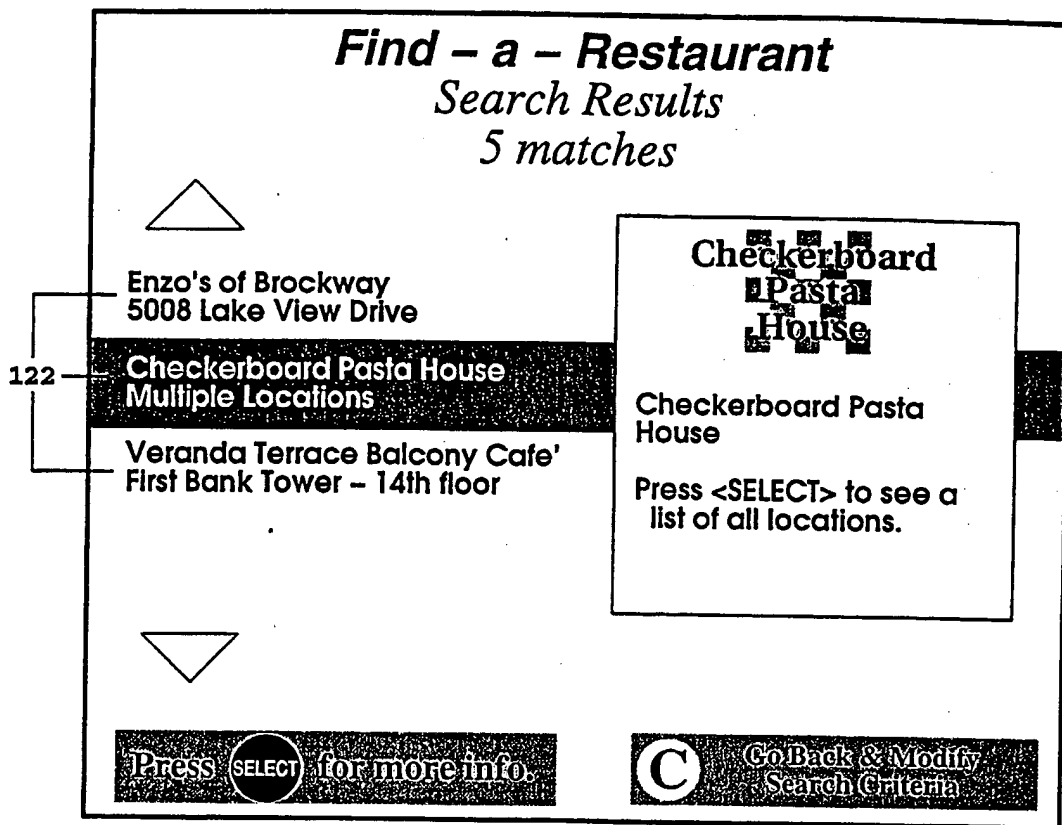 Find – a – Restaurant
Search Results
5 matches
Enzo's of Brockway
5008 Lake View Drive
122
Checkerboard Pasta House
Multiple Locations
Veranda Terrace Balcony Cafe'
First Bank Tower – 14th floor
Checkerboard
Pasta
House
Checkerboard Pasta
House
Press <SELECT> to see a
list of all locations.
Press SELECT for more info.
C Go Back & Modify
Search Criteria